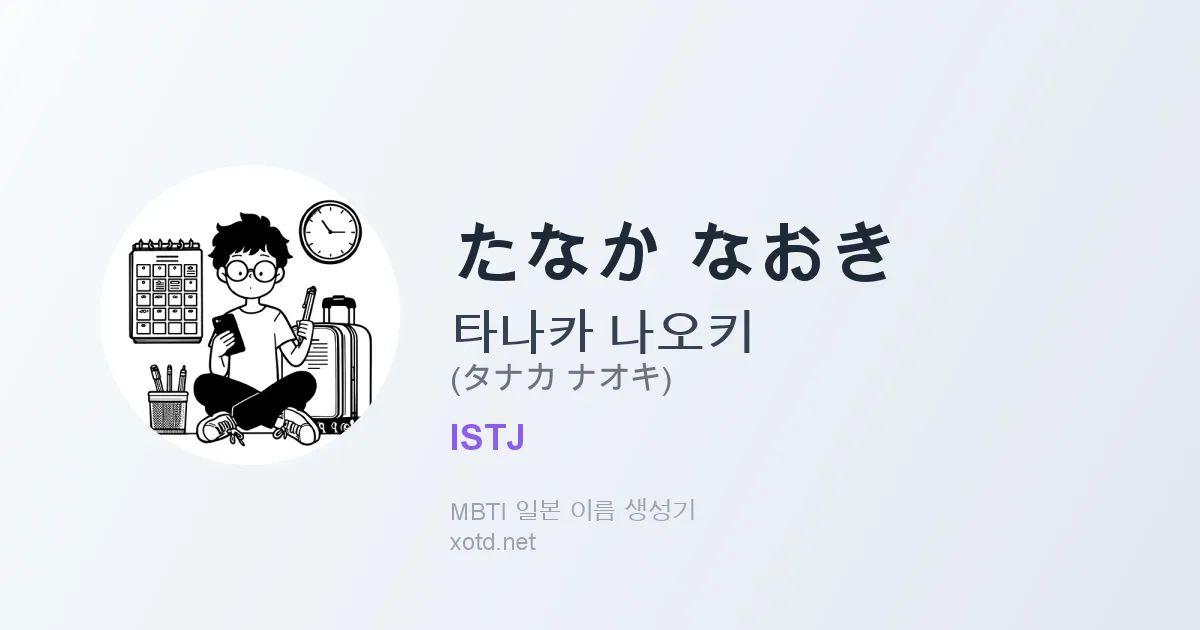 たなか なおき
타나카 나오키
(タナカ ナオキ)
ISTJ
MBTI 일본 이름 생성기
xotd.net